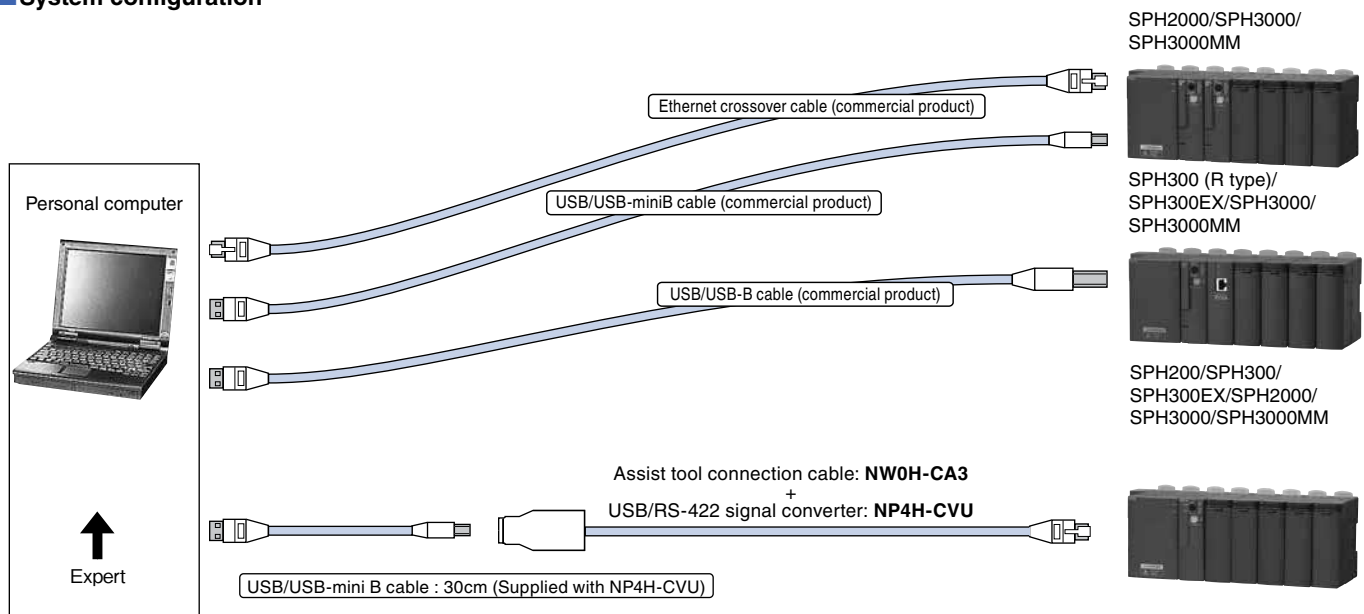 System configuration
SPH2000/SPH3000/
SPH3000MM
Ethernet crossover cable (commercial product)
Personal computer
USB/USB-miniB cable (commercial product)
SPH300 (R type)/
SPH300EX/SPH3000/
SPH3000MM
USB/USB-B cable (commercial product)
SPH200/SPH300/
SPH300EX/SPH2000/
SPH3000/SPH3000MM
Assist tool connection cable: NW0H-CA3
+
USB/RS-422 signal converter: NP4H-CVU
Expert
USB/USB-mini B cable : 30cm (Supplied with NP4H-CVU)